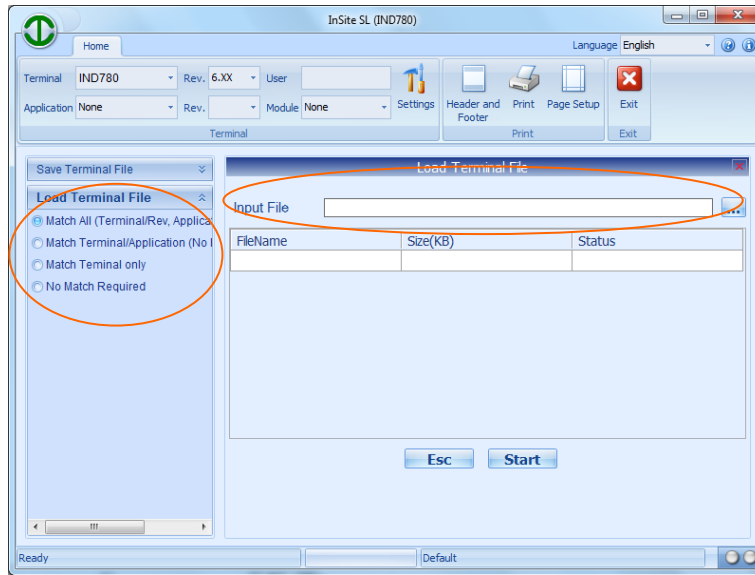 InSite SL (IND780)
Home
Language English
Terminal IND780 Rev. 6.XX User
Application None Rev. Module None
Settings
Header and Footer
Print
Page Setup
Exit
Terminal
Print
Exit
Save Terminal File
Load Terminal File
Match All (Terminal/Rev, Applica
Match Terminal/Application (No
Match Teminal only
No Match Required
Load Terminal File
Input File
...
FileName Size(KB) Status
Esc Start
Ready Default